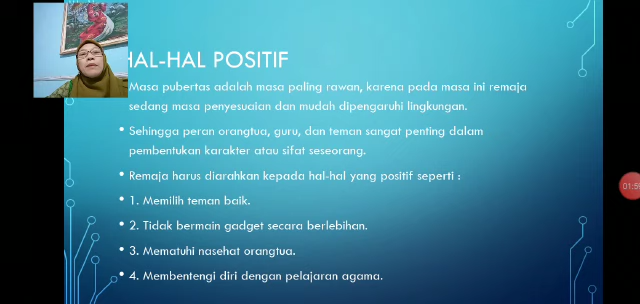 HAL-HAL POSITIF
Masa pubertas adalah masa paling rawan, karena pada masa ini remaja
sedang masa penyesuaian dan mudah dipengaruhi lingkungan.
• Sehingga peran orangtua, guru, dan teman sangat penting dalam
pembentukan karakter atau sifat seseorang.
• Remaja harus diarahkan kepada hal-hal yang positif seperti :
• 1. Memilih teman baik.
• 2. Tidak bermain gadget secara berlebihan.
• 3. Mematuhi nasehat orangtua.
• 4. Membentengi diri dengan pelajaran agama.